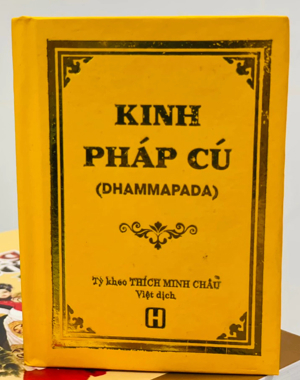 KINH
PHÁP CÚ
(DHAMMAPADA)
Tỳ kheo THÍCH MINH CHÂU
Việt dịch
H